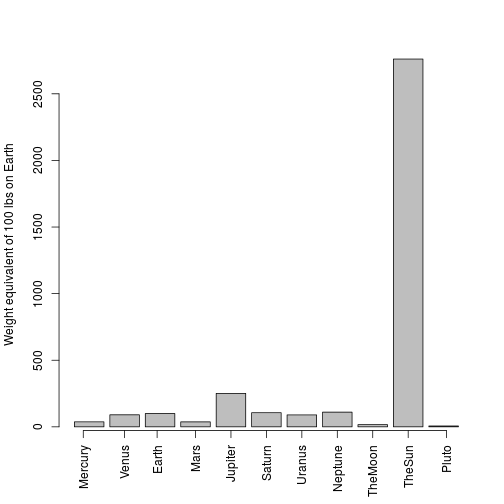 Weight equivalent of 100 lbs on Earth
2500
2000
1500
1000
500
0
Mercury
Venus
Earth
Mars
Jupiter
Saturn
Uranus
Neptune
TheMoon
TheSun
Pluto